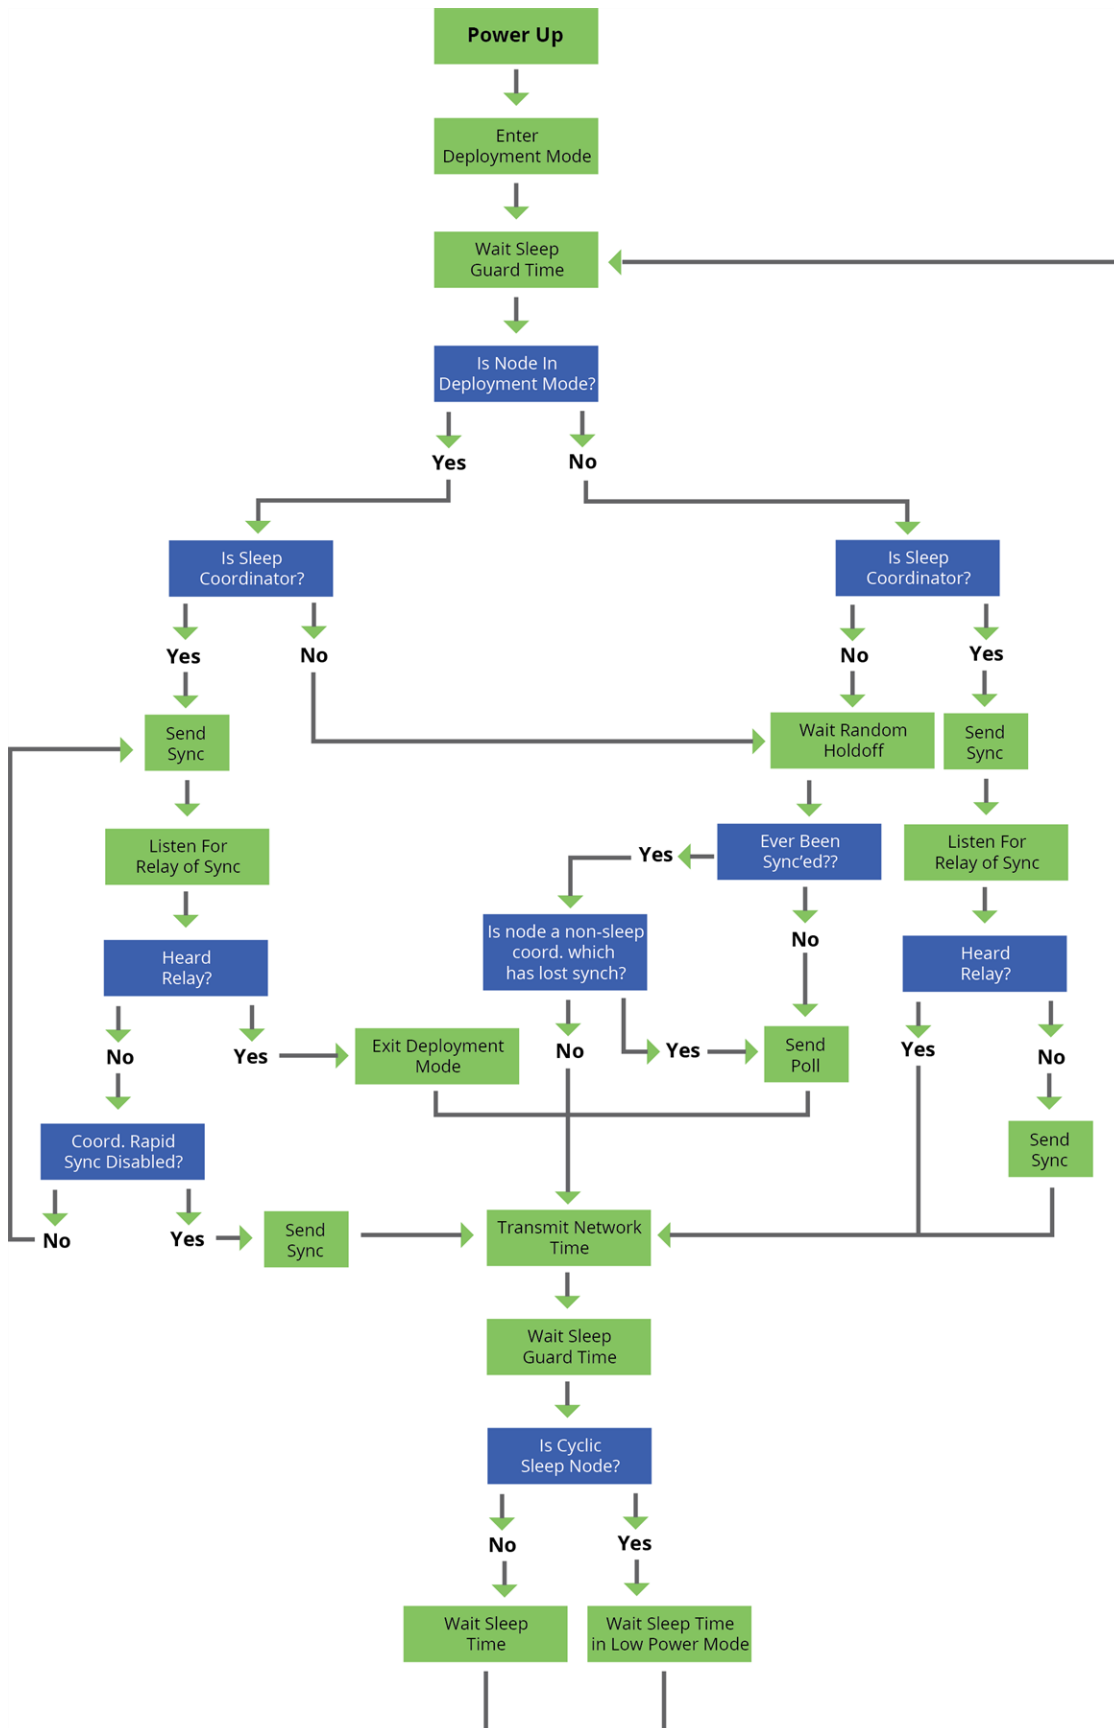 Power Up
Enter
Deployment Mode
Wait Sleep
Guard Time
Is Node In
Deployment Mode?
Yes
No
Is Sleep
Coordinator?
Is Sleep
Coordinator?
Yes
No
No
Yes
Send
Sync
Wait Random
Holdoff
Send
Sync
Listen For
Relay of Sync
Yes
Ever Been
Sync'ed??
Listen For
Relay of Sync
Heard
Relay?
Is node a non-sleep
coord. which
has lost synch?
No
Heard
Relay?
No
Yes
Exit Deployment
Mode
No
Yes
Send
Poll
Yes
No
Coord. Rapid
Sync Disabled?
Send
Sync
No
Yes
Send
Sync
Transmit Network
Time
Wait Sleep
Guard Time
Is Cyclic
Sleep Node?
No
Yes
Wait Sleep
Time
Wait Sleep Time
in Low Power Mode